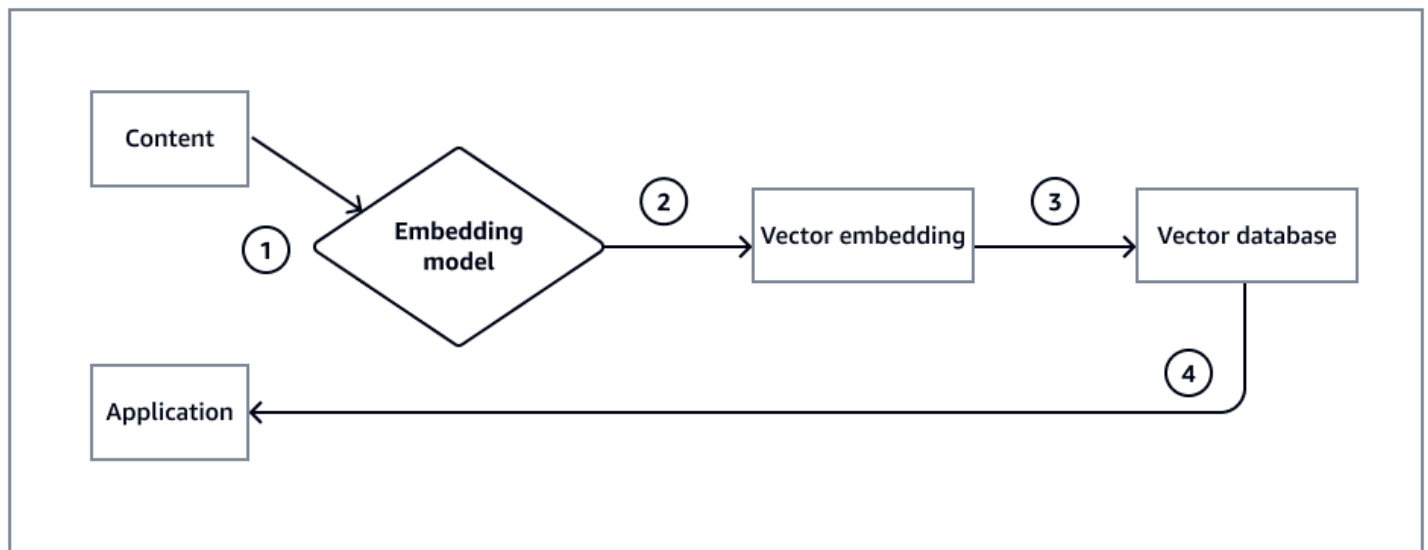 Content
1
Embedding
model
2
Vector embedding
3
Vector database
4
Application